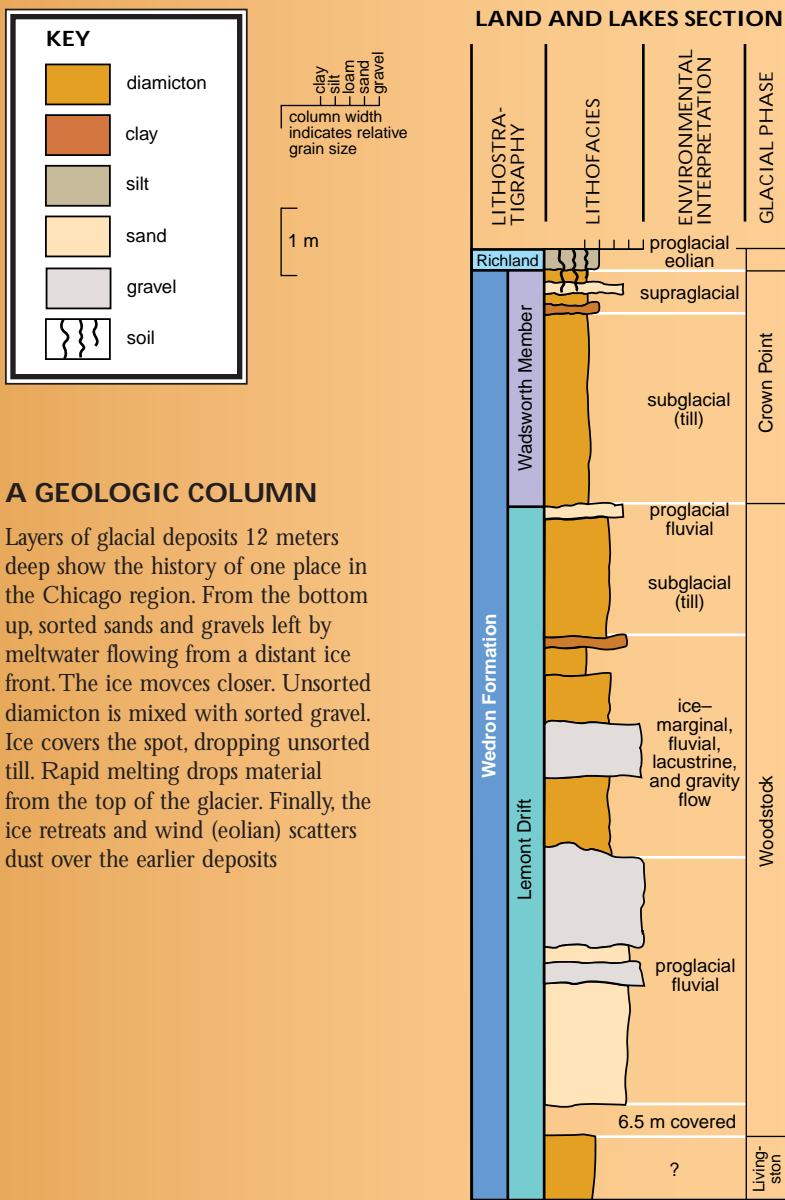 KEY
diamicton
clay
silt
sand
gravel
soil
clay
silt
loam
sand
gravel
column width
indicates relative
grain size
1 m
A GEOLOGIC COLUMN
Layers of glacial deposits 12 meters
deep show the history of one place in
the Chicago region. From the bottom
up, sorted sands and gravels left by
meltwater flowing from a distant ice
front. The ice movces closer. Unsorted
diamicton is mixed with sorted gravel.
Ice covers the spot, dropping unsorted
till. Rapid melting drops material
from the top of the glacier. Finally, the
ice retreats and wind (eolian) scatters
dust over the earlier deposits
LAND AND LAKES SECTION
LITHOSTRA-
TIGRAPHY
LITHOFACIES
ENVIRONMENTAL
INTERPRETATION
GLACIAL PHASE
Richland
Wedron Formation
Wadsworth Member
Lemont Drift
proglacial
eolian
supraglacial
subglacial
(till)
proglacial
fluvial
subglacial
(till)
ice–
marginal,
fluvial,
lacustrine,
and gravity
flow
proglacial
fluvial
6.5 m covered
?
Crown Point
Woodstock
Living-
ston